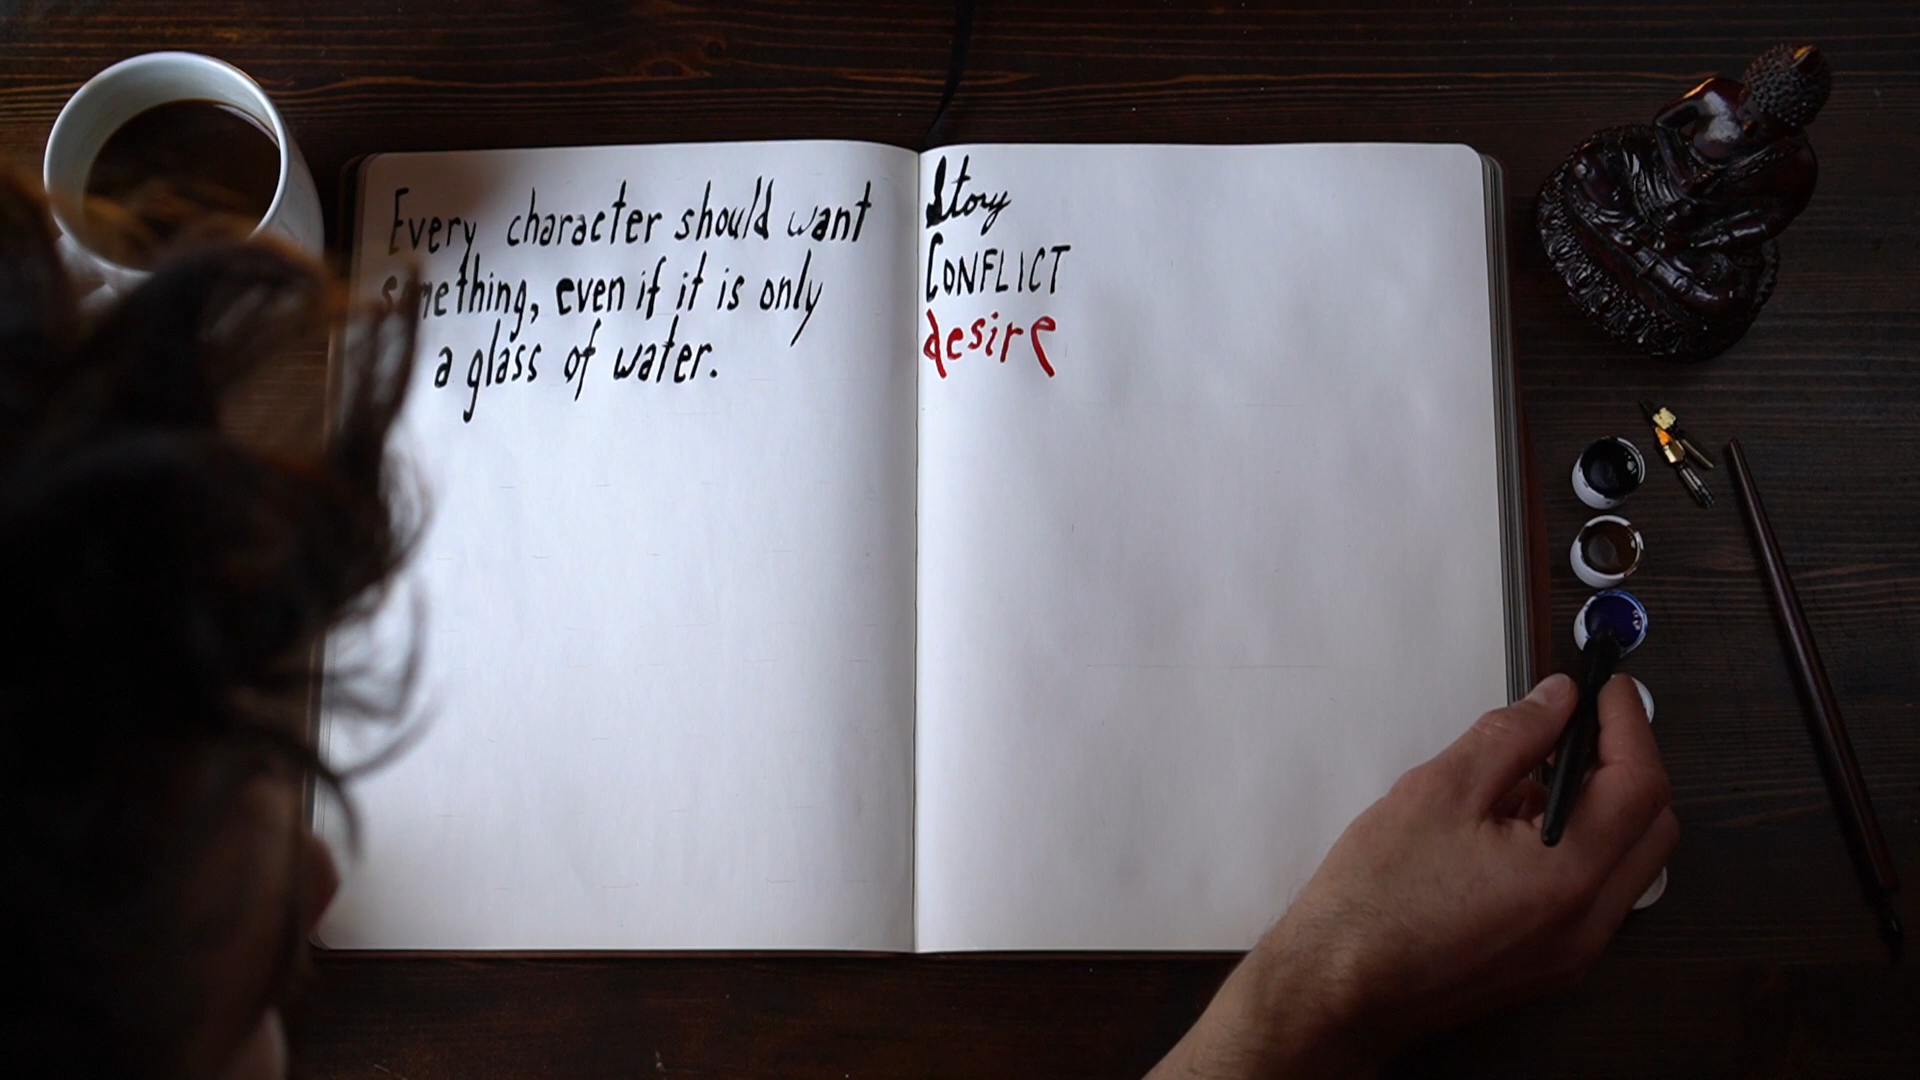 Every character should want
something, even if it is only
a glass of water.
Story
CONFLICT
desire